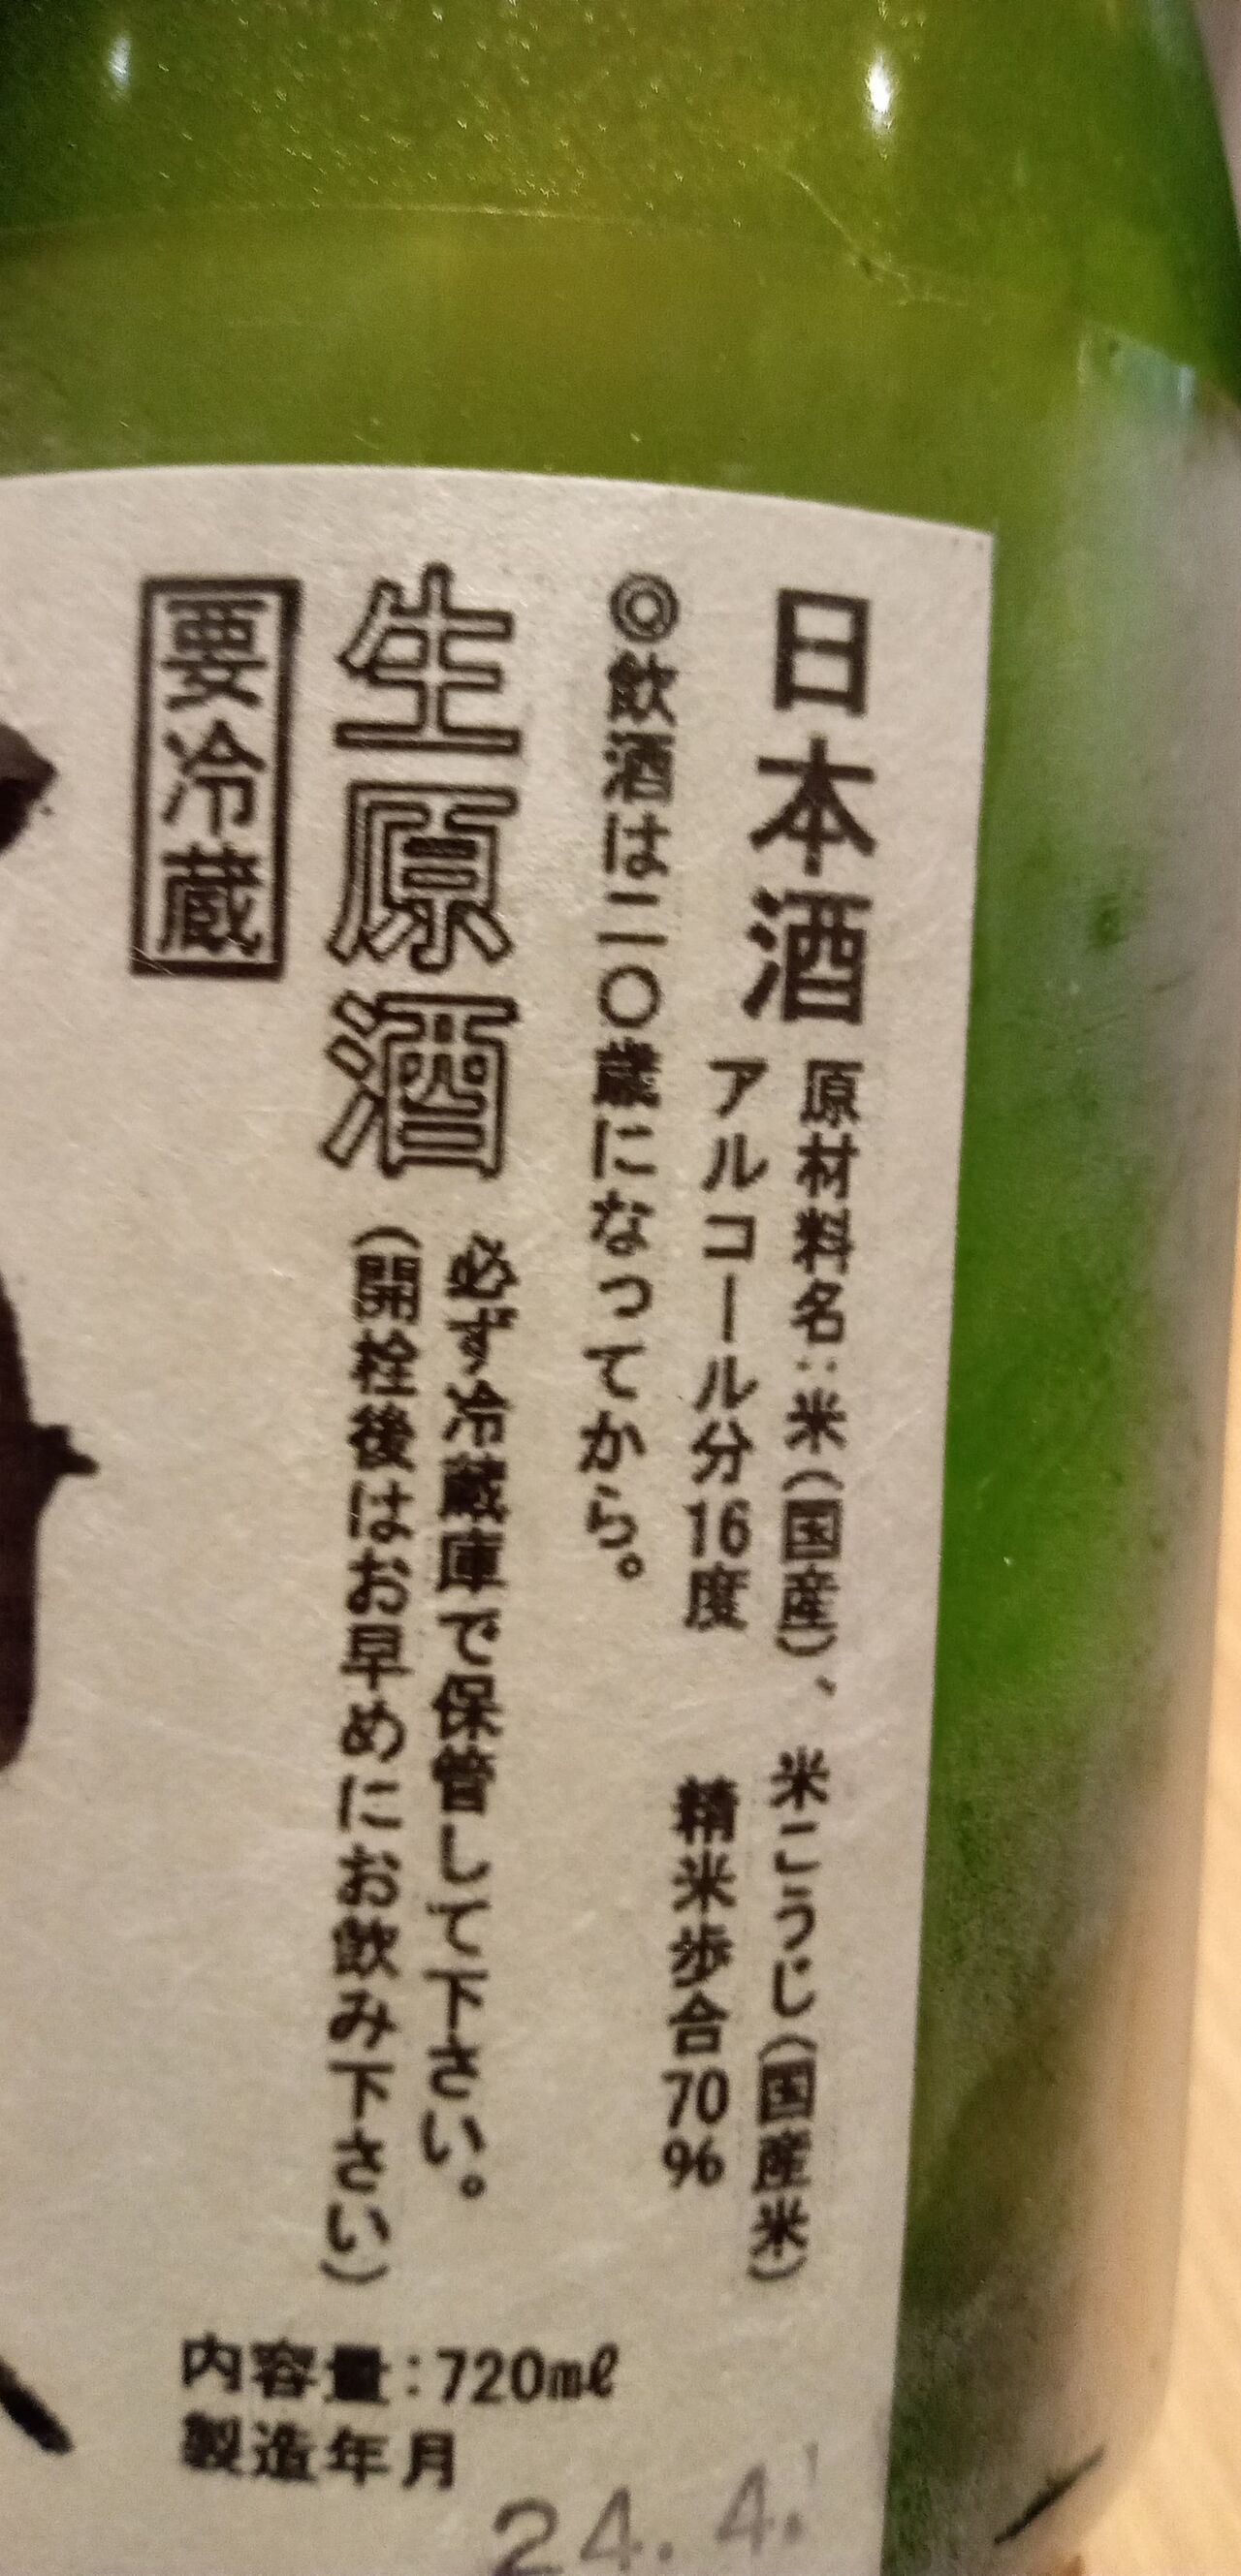 日本酒
原材料名:米(国産)、米こうじ(国産米)
アルコール分16度 精米歩合70%
◎飲酒は二〇歳になってから。
生原酒
必ず冷蔵庫で保管して下さい。
(開栓後はお早めにお飲み下さい)
要冷蔵
内容量:720mℓ
製造年月
24.4.